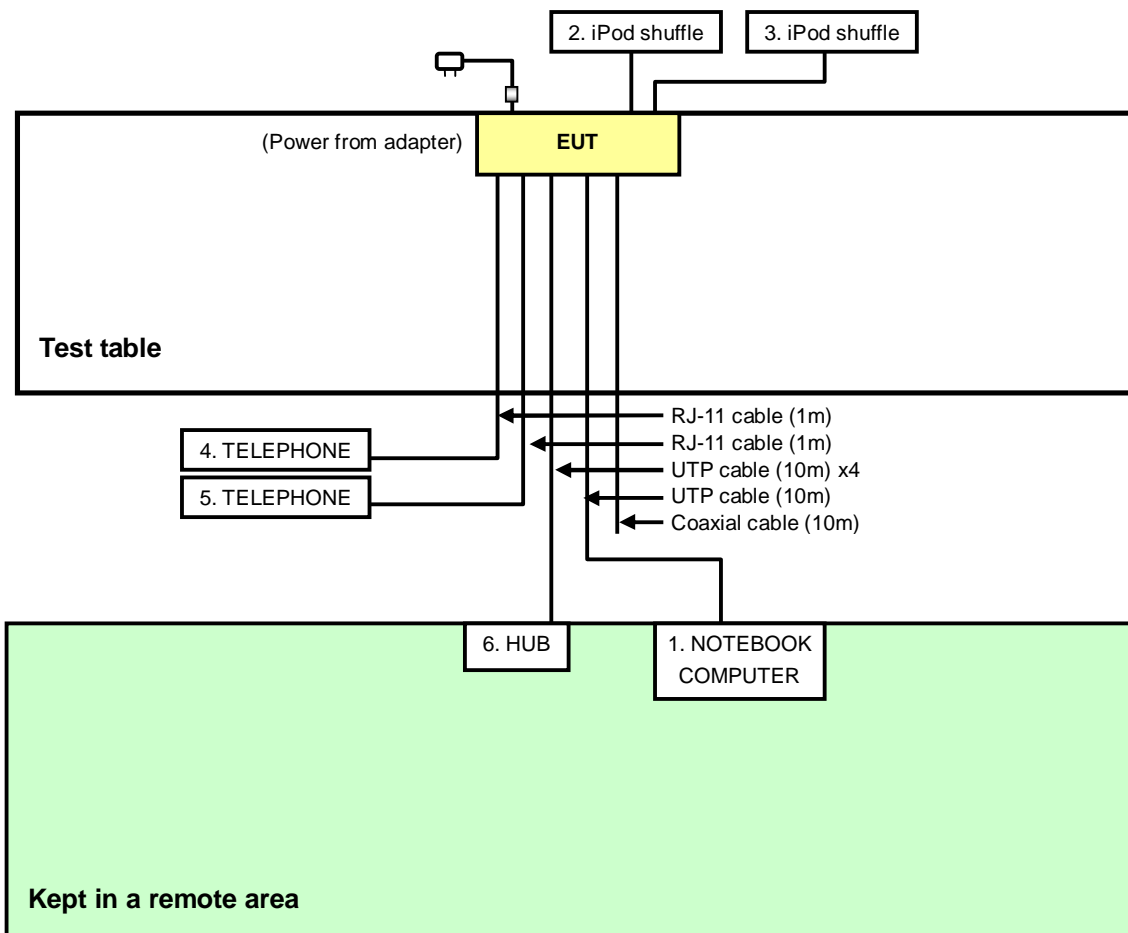 2. iPod shuffle
3. iPod shuffle
(Power from adapter)
EUT
Test table
RJ-11 cable (1m)
RJ-11 cable (1m)
4. TELEPHONE
UTP cable (10m) x4
5. TELEPHONE
UTP cable (10m)
Coaxial cable (10m)
6. HUB
1. NOTEBOOK
COMPUTER
Kept in a remote area